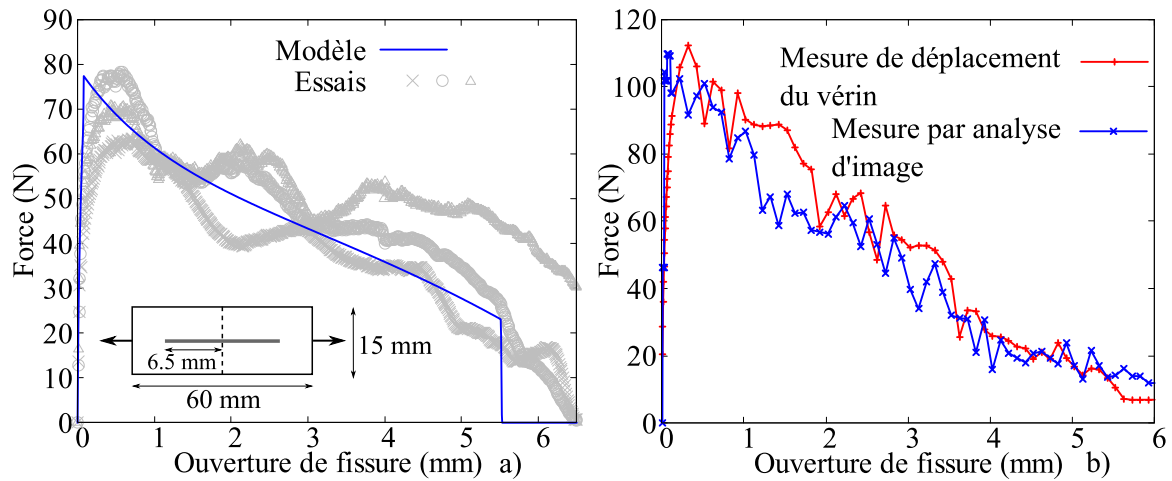 90
80
70
60
50
40
30
20
10
0
Force (N)
Modèle
Essais
6.5 mm
15 mm
60 mm
0 1 2 3 4 5 6
Ouverture de fissure (mm) a)
120
100
80
60
40
20
0
Force (N)
Mesure de déplacement
du vérin
Mesure par analyse
d'image
0 1 2 3 4 5 6
Ouverture de fissure (mm) b)